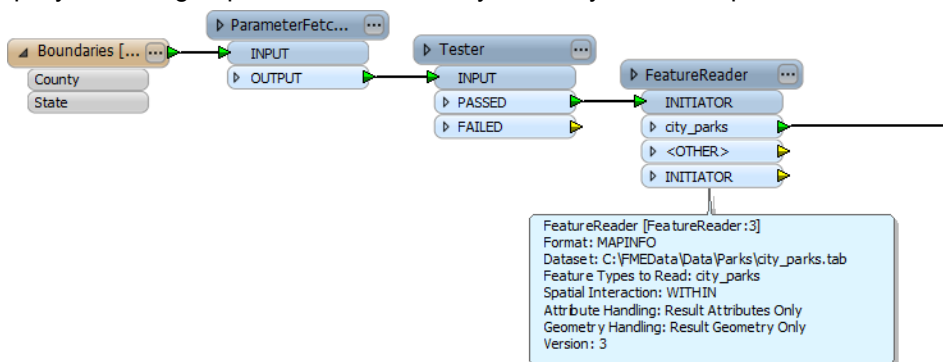 ParameterFetc...
Boundaries [...
INPUT
Tester
County
OUTPUT
INPUT
FeatureReader
State
PASSED
INITIATOR
FAILED
city_parks
<OTHER>
INITIATOR
FeatureReader [FeatureReader:3]
Format: MAPINFO
Dataset: C:\FMEData\Data\Parks\city_parks.tab
Feature Types to Read: city_parks
Spatial Interaction: WITHIN
Attribute Handling: Result Attributes Only
Geometry Handling: Result Geometry Only
Version: 3